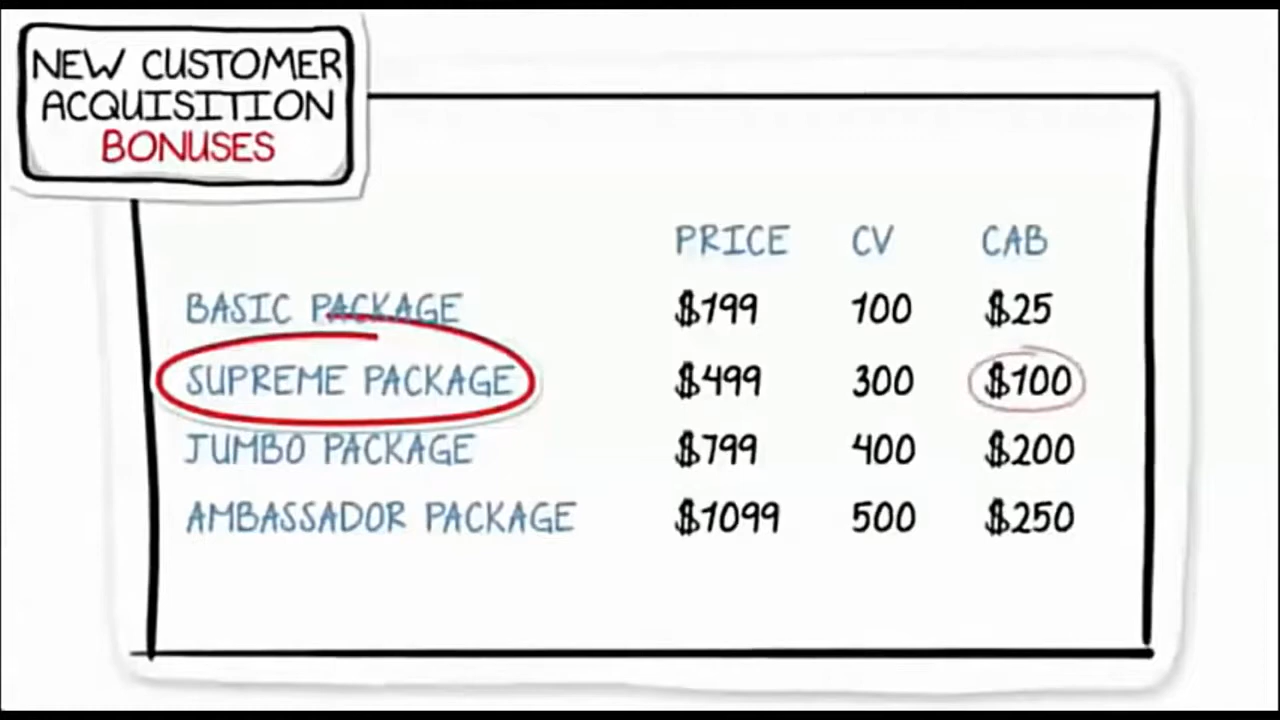 NEW CUSTOMER
ACQUISITION
BONUSES
PRICE CV CAB
BASIC PACKAGE $199 100 $25
SUPREME PACKAGE $499 300 $100
JUMBO PACKAGE $799 400 $200
AMBASSADOR PACKAGE $1099 500 $250